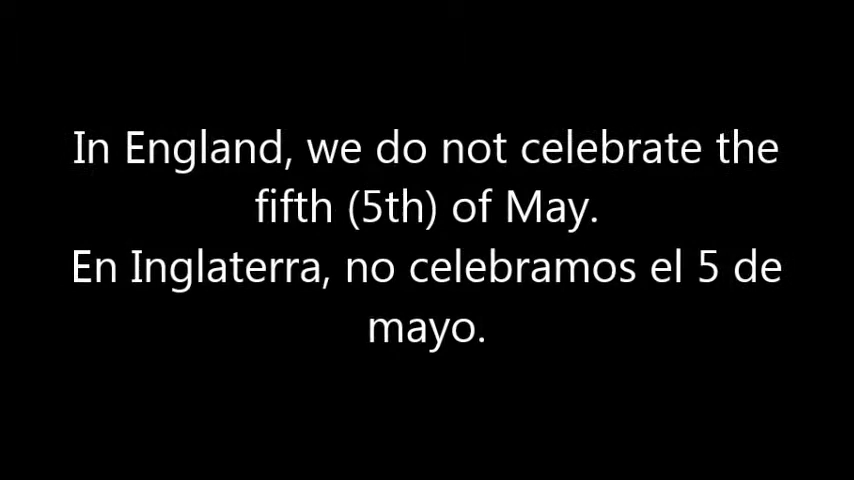 In England, we do not celebrate the
fifth (5th) of May.
En Inglaterra, no celebramos el 5 de
mayo.